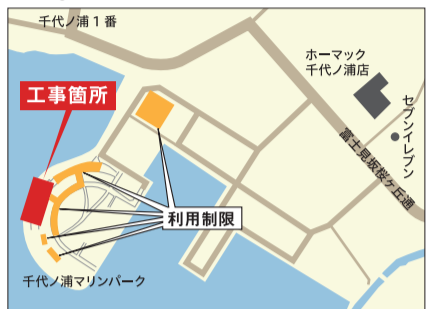 千代ノ浦1番
ホーマック
千代ノ浦店
工事箇所
セブンイレブン
富士見坂桜ケ丘通
利用制限
千代ノ浦マリンパーク